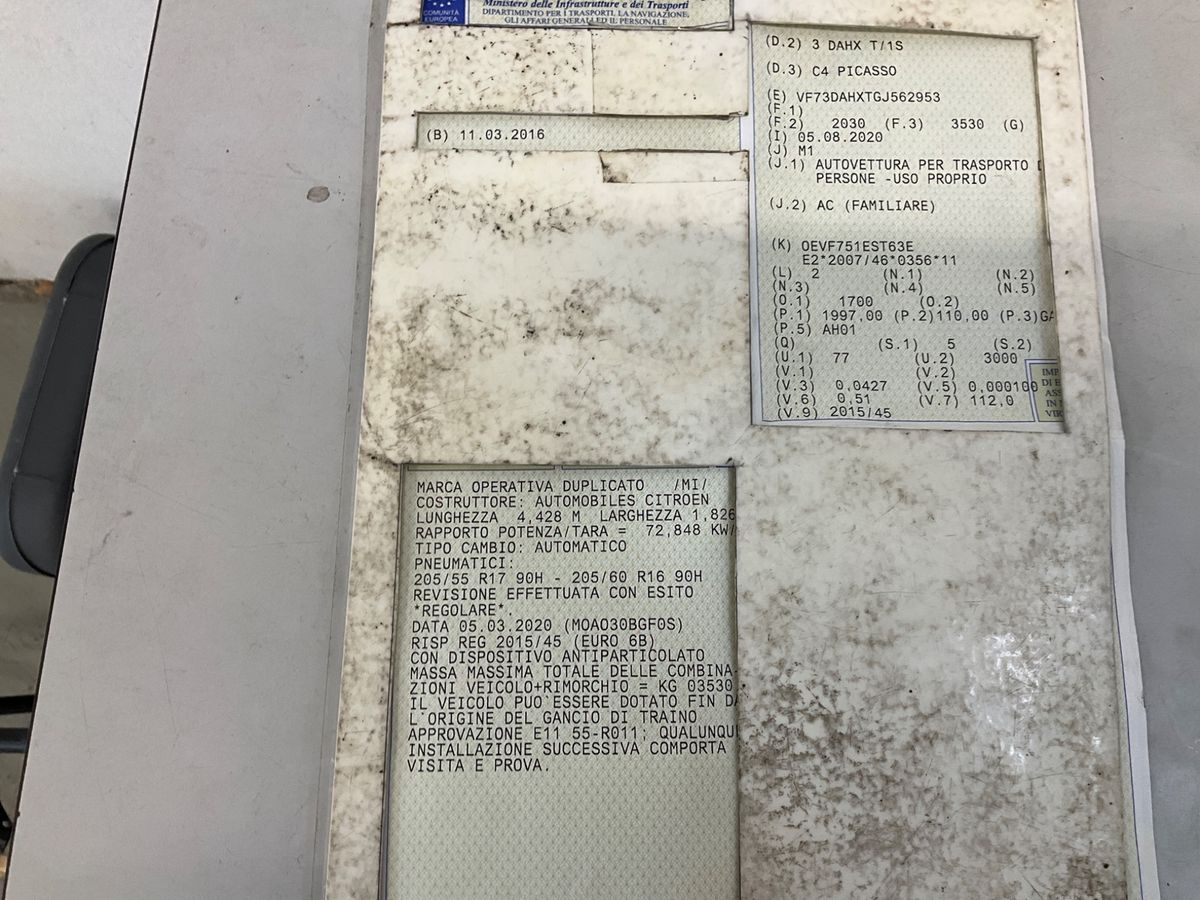 COMUNITÀ
EUROPEA
Ministero delle Infrastrutture e dei Trasporti
DIPARTIMENTO PER I TRASPORTI, LA NAVIGAZIONE,
GLI AFFARI GENERALI ED IL PERSONALE
(B) 11.03.2016
(D.2) 3 DAHX T/1S
(D.3) C4 PICASSO
(E) VF73DAHXTGJ562953
(F.1)
(F.2) 2030 (F.3) 3530 (G)
(I) 05.08.2020
(J) M1
(J.1) AUTOVETTURA PER TRASPORTO
PERSONE -USO PROPRIO
(J.2) AC (FAMILIARE)
(K) OEVF751EST63E
E2*2007/46*0356*11
(L) 2 (N.1) (N.2)
(N.3) (N.4) (N.5)
(O.1) 1700 (O.2)
(P.1) 1997,00 (P.2)110,00 (P.3)GA
(P.5) AH01
(Q) (S.1) 5 (S.2)
(U.1) 77 (U.2) 3000
(V.1) (V.2)
(V.3) 0,0427 (V.5) 0,000100
(V.6) 0,51 (V.7) 112,0
(V.9) 2015/45
IMP
DI E
ASS
IN
VIR
MARCA OPERATIVA DUPLICATO /MI/
COSTRUTTORE: AUTOMOBILES CITROEN
LUNGHEZZA 4,428 M LARGHEZZA 1,826
RAPPORTO POTENZA/TARA = 72,848 KW/
TIPO CAMBIO: AUTOMATICO
PNEUMATICI:
205/55 R17 90H - 205/60 R16 90H
REVISIONE EFFETTUATA CON ESITO
*REGOLARE*.
DATA 05.03.2020 (MOAO30BGF0S)
RISP REG 2015/45 (EURO 6B)
CON DISPOSITIVO ANTIPARTICOLATO
MASSA MASSIMA TOTALE DELLE COMBINA-
ZIONI VEICOLO+RIMORCHIO = KG 03530
IL VEICOLO PUO`ESSERE DOTATO FIN DA
L`ORIGINE DEL GANCIO DI TRAINO
APPROVAZIONE E11 55-R011; QUALUNQU
INSTALLAZIONE SUCCESSIVA COMPORTA
VISITA E PROVA.